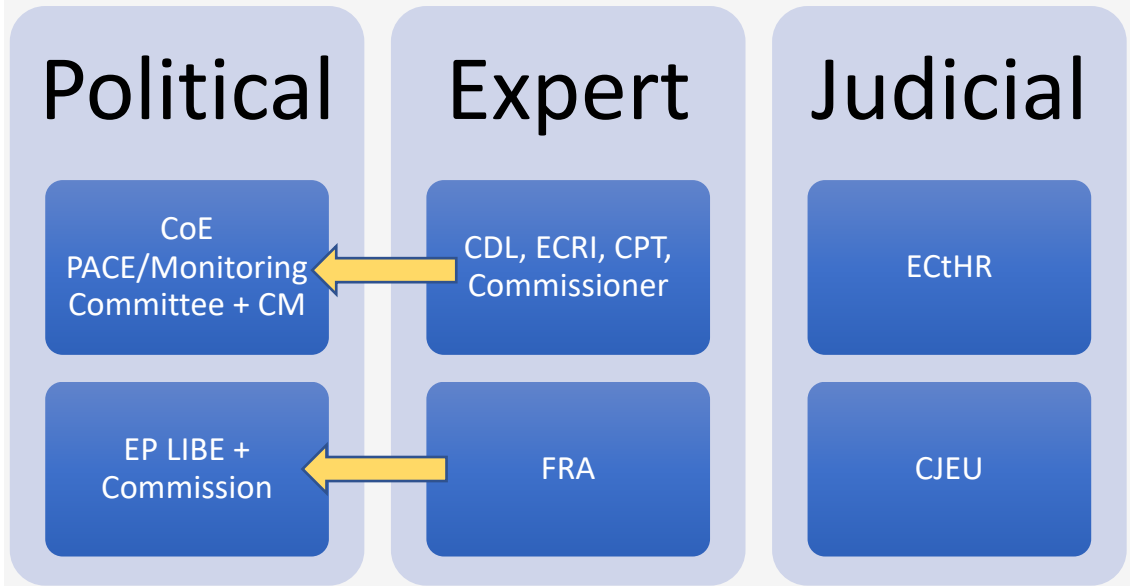 Political
CoE
PACE/Monitoring
Committee + CM
EP LIBE +
Commission
Expert
CDL, ECRI, CPT,
Commissioner
FRA
Judicial
ECtHR
CJEU